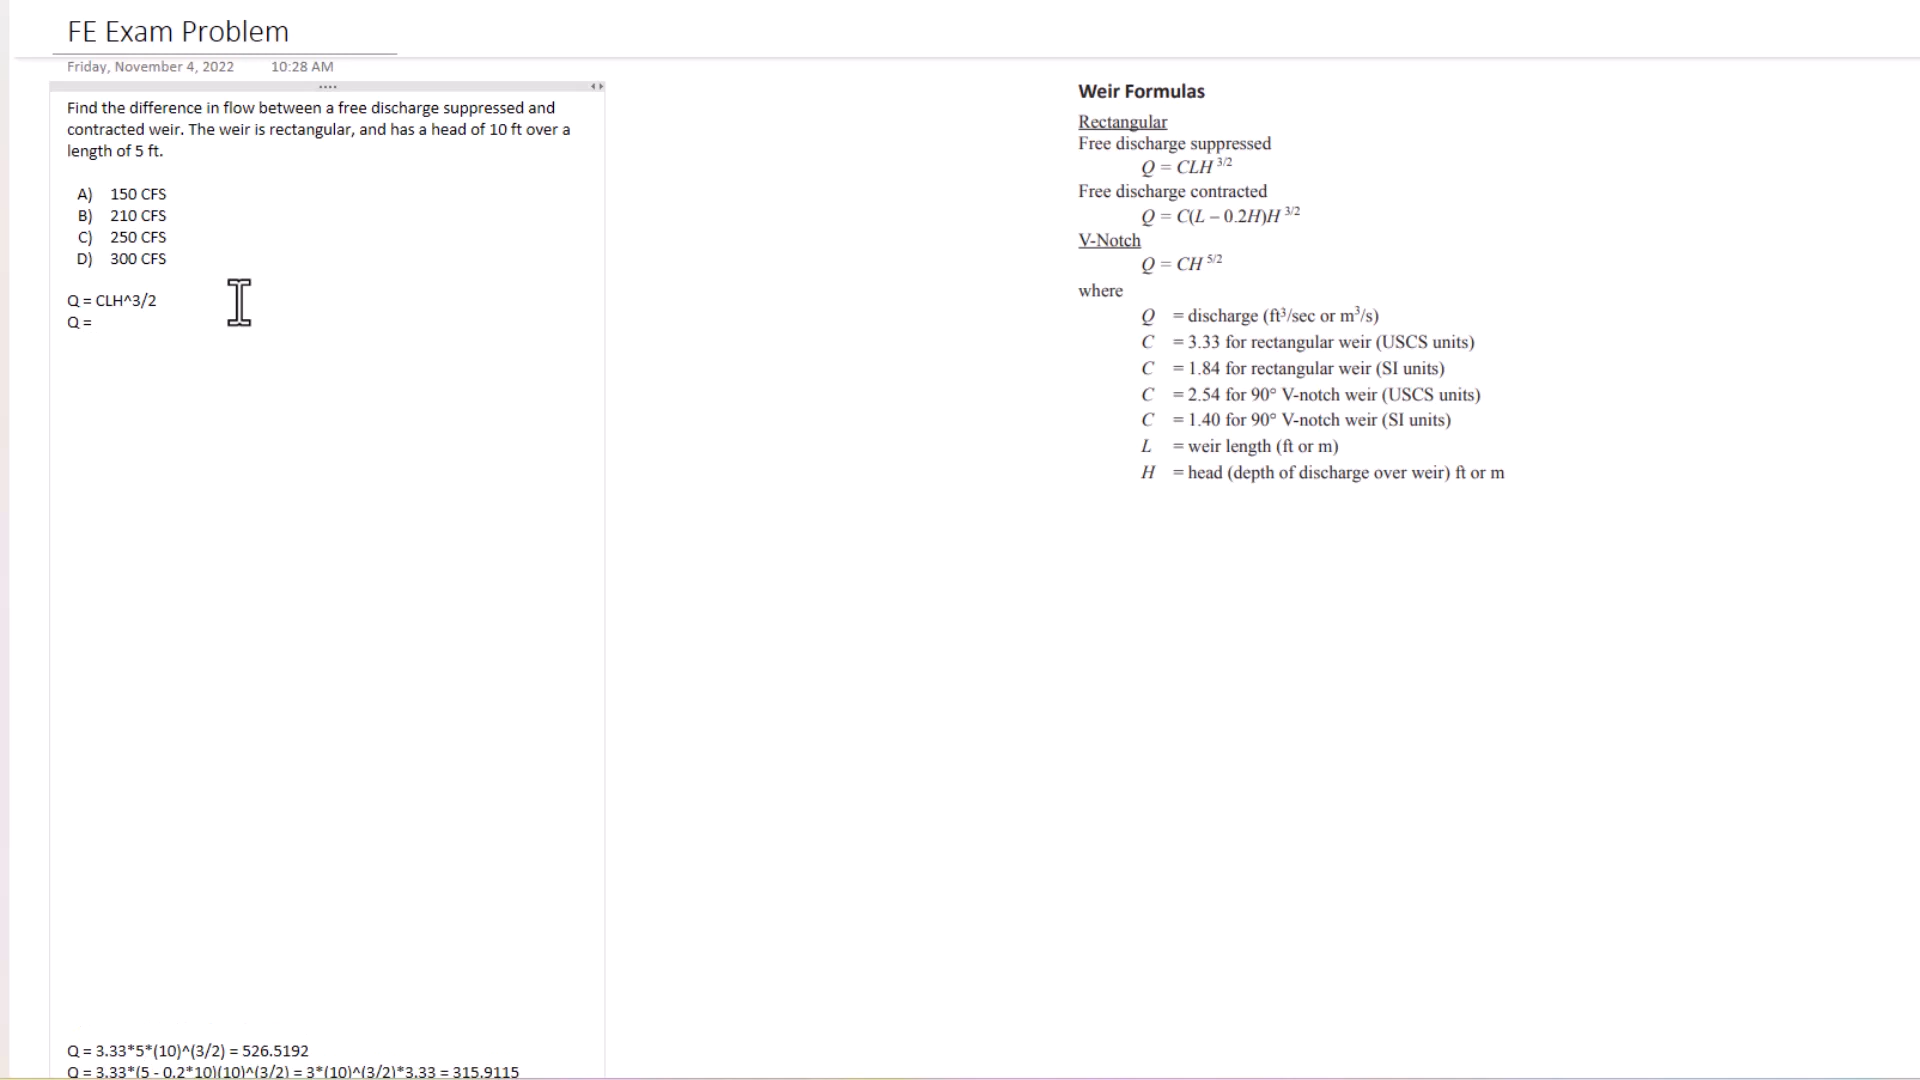 FE Exam Problem
Friday, November 4, 2022 10:28 AM
Find the difference in flow between a free discharge suppressed and
contracted weir. The weir is rectangular, and has a head of 10 ft over a
length of 5 ft.
A) 150 CFS
B) 210 CFS
C) 250 CFS
D) 300 CFS
Q = CLH^3/2
Q =
Q = 3.33*5*(10)^(3/2) = 526.5192
Q = 3.33*(5 - 0.2*10)(10)^(3/2) = 3*(10)^(3/2)*3.33 = 315.9115
Weir Formulas
Rectangular
Free discharge suppressed
Q = CLH 3/2
Free discharge contracted
Q = C(L – 0.2H)H 3/2
V-Notch
Q = CH 5/2
where
Q = discharge (ft³/sec or m³/s)
C = 3.33 for rectangular weir (USCS units)
C = 1.84 for rectangular weir (SI units)
C = 2.54 for 90° V-notch weir (USCS units)
C = 1.40 for 90° V-notch weir (SI units)
L = weir length (ft or m)
H = head (depth of discharge over weir) ft or m